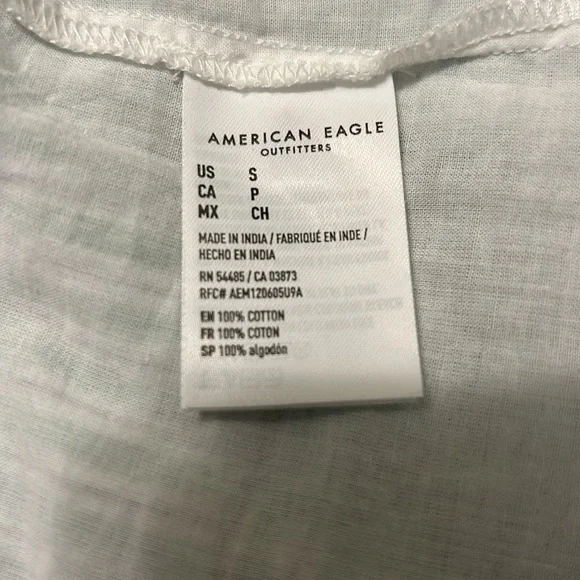 AMERICAN EAGLE
OUTFITTERS
US S
CA P
MX CH
MADE IN INDIA / FABRIQUÉ EN INDE /
HECHO EN INDIA
RN 54485 / CA 03873
RFC# AEM120605U9A
EN 100% COTTON
FR 100% COTON
SP 100% algodón